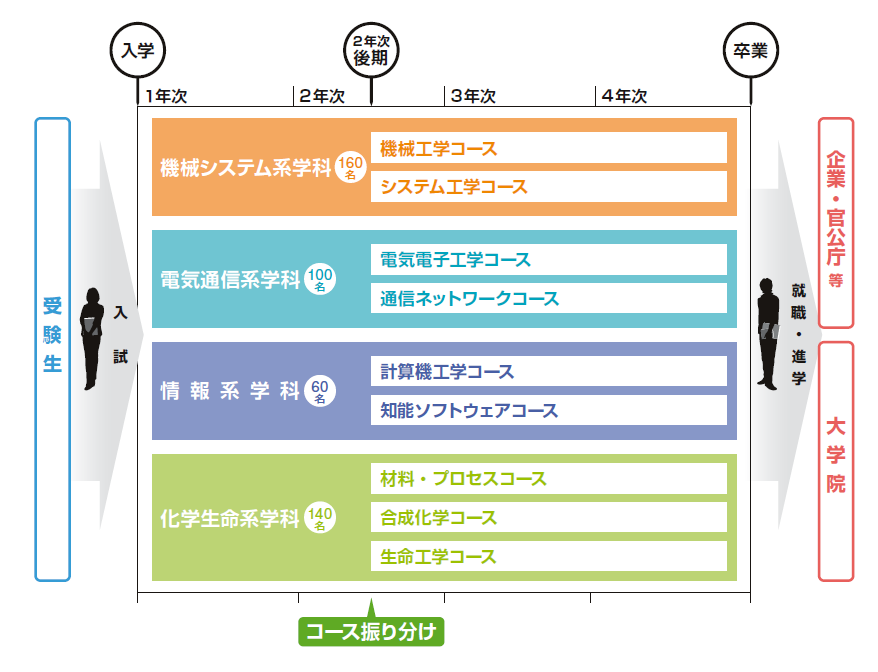 入学
2年次
後期
卒業
1年次
2年次
3年次
4年次
受験生
入試
機械システム系学科
160
名
機械工学コース
システム工学コース
電気通信系学科
100
名
電気電子工学コース
通信ネットワークコース
情報系学科
60
名
計算機工学コース
知能ソフトウェアコース
化学生命系学科
140
名
材料・プロセスコース
合成化学コース
生命工学コース
就職・進学
企業・官公庁 等
大学院
コース振り分け